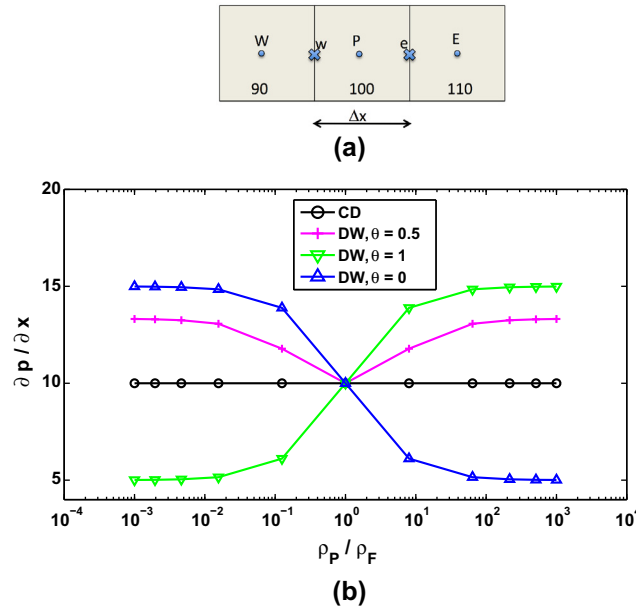 W w P e E
90 100 110
Δx
(a)
20
15
10
5
∂ p / ∂ x
CD
DW, θ = 0.5
DW, θ = 1
DW, θ = 0
10⁻⁴ 10⁻³ 10⁻² 10⁻¹ 10⁰ 10¹ 10² 10³ 10⁴
ρP / ρF
(b)